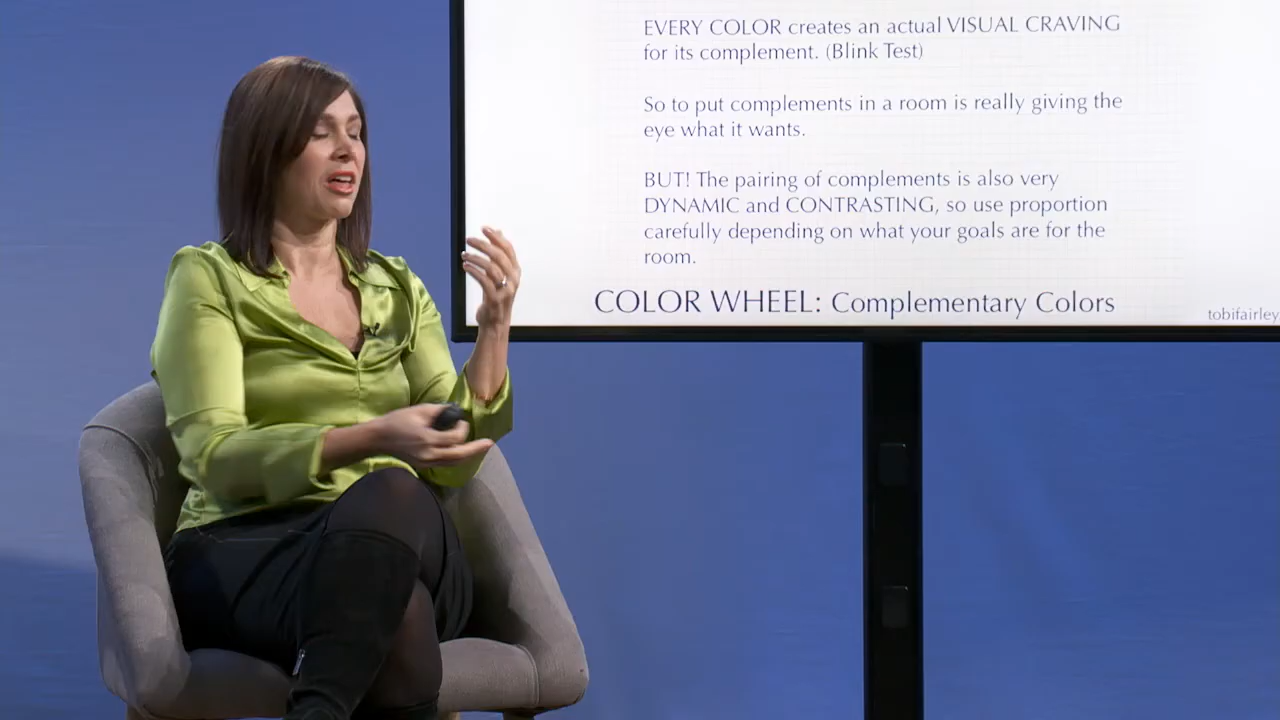 EVERY COLOR creates an actual VISUAL CRAVING
for its complement. (Blink Test)
So to put complements in a room is really giving the
eye what it wants.
BUT! The pairing of complements is also very
DYNAMIC and CONTRASTING, so use proportion
carefully depending on what your goals are for the
room.
COLOR WHEEL: Complementary Colors
tobifairley